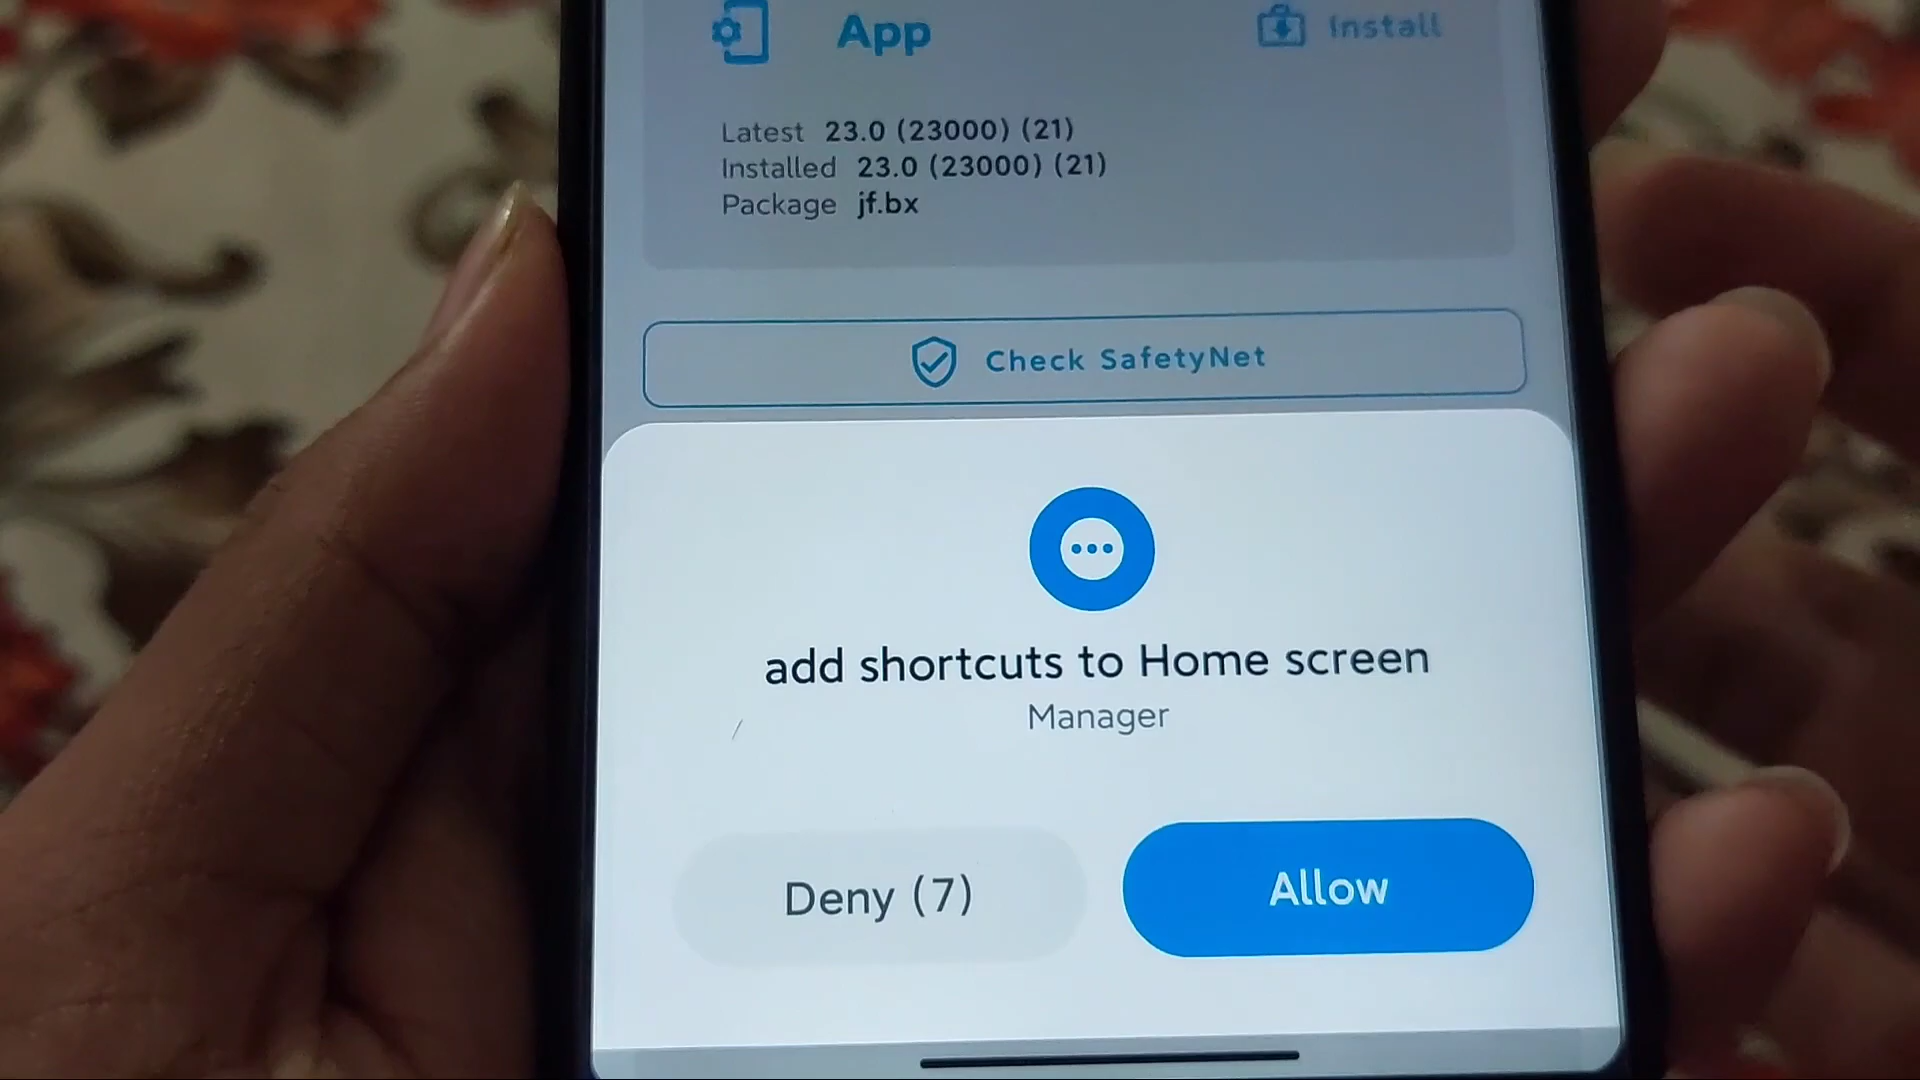 App
Install
Latest 23.0 (23000) (21)
Installed 23.0 (23000) (21)
Package jf.bx
Check SafetyNet
add shortcuts to Home screen
Manager
Deny (7)
Allow